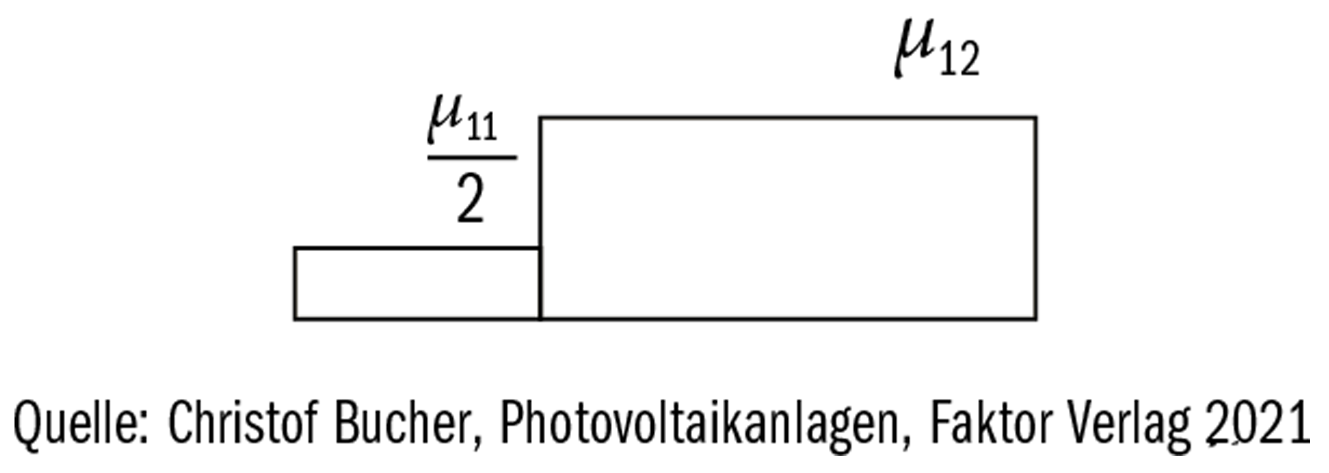 μ₁₂
μ₁₁
2
Quelle: Christof Bucher, Photovoltaikanlagen, Faktor Verlag 2021